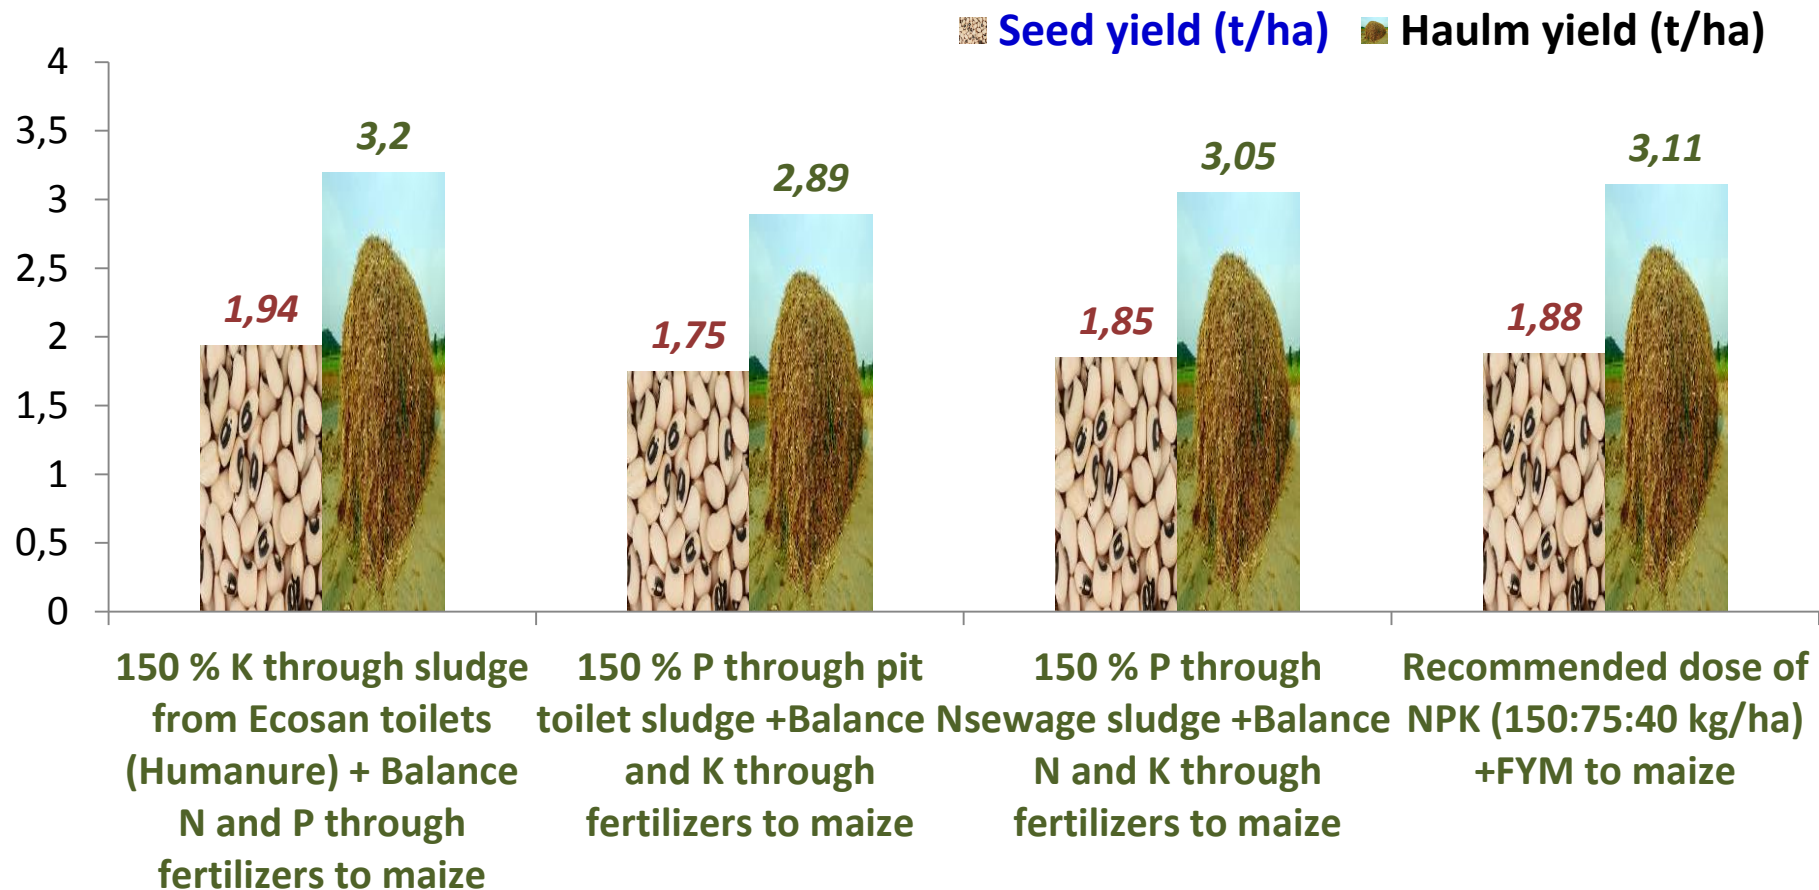 Seed yield (t/ha) Haulm yield (t/ha)
4
3,5
3
2,5
2
1,5
1
0,5
0
1,94
3,2
1,75
2,89
1,85
3,05
1,88
3,11
150 % K through sludge
from Ecosan toilets
(Humanure) + Balance
N and P through
fertilizers to maize
150 % P through pit
toilet sludge +Balance N
and K through
fertilizers to maize
150 % P through
sewage sludge +Balance
N and K through
fertilizers to maize
Recommended dose of
NPK (150:75:40 kg/ha)
+FYM to maize